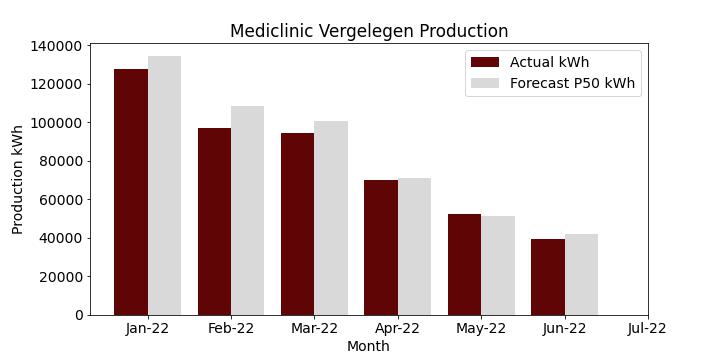 Mediclinic Vergelegen Production
Actual kWh
Forecast P50 kWh
Production kWh
140000
120000
100000
80000
60000
40000
20000
0
Jan-22 Feb-22 Mar-22 Apr-22 May-22 Jun-22 Jul-22
Month